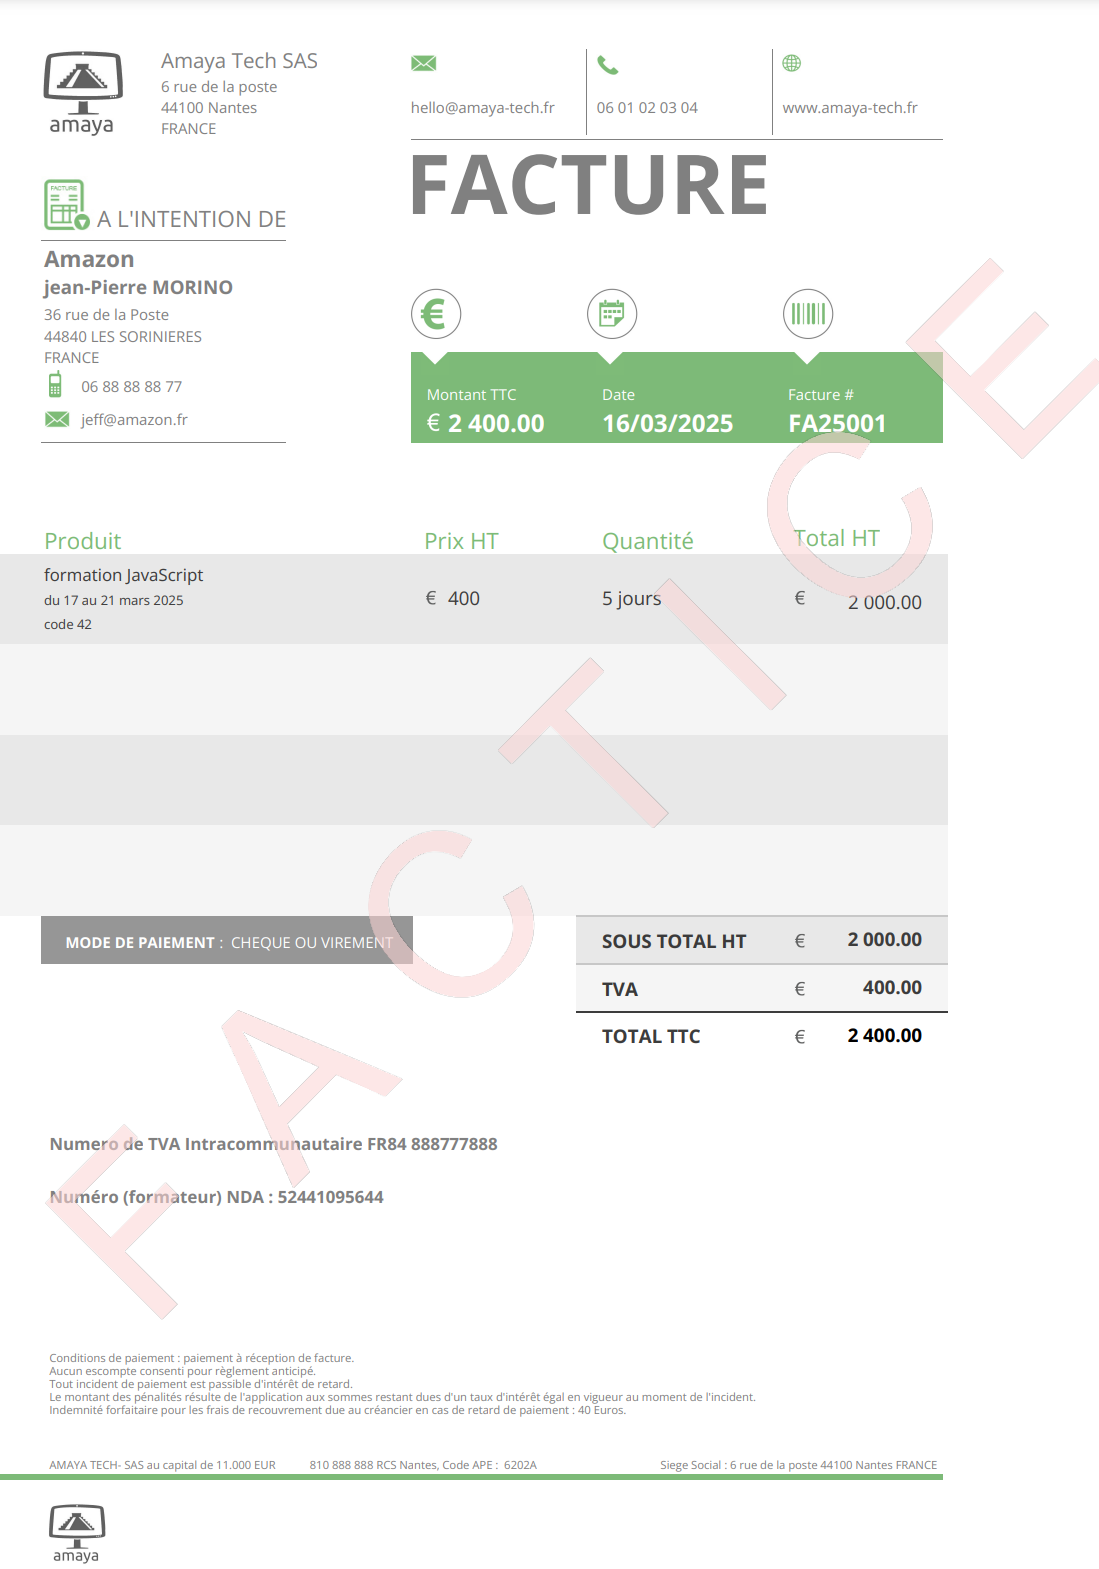 amaya
Amaya Tech SAS
6 rue de la poste
44100 Nantes
FRANCE
hello@amaya-tech.fr
06 01 02 03 04
www.amaya-tech.fr
FACTURE
FACTURE
A L'INTENTION DE
Amazon
jean-Pierre MORINO
36 rue de la Poste
44840 LES SORINIERES
FRANCE
06 88 88 88 77
jeff@amazon.fr
Montant TTC Date Facture #
€ 2 400.00 16/03/2025 FA25001
Produit Prix HT Quantité Total HT
formation JavaScript
du 17 au 21 mars 2025
code 42
€ 400 5 jours € 2 000.00
MODE DE PAIEMENT : CHEQUE OU VIREMENT
SOUS TOTAL HT € 2 000.00
TVA € 400.00
TOTAL TTC € 2 400.00
FACTICE
Numero de TVA Intracommunautaire FR84 888777888
Numéro (formateur) NDA : 52441095644
Conditions de paiement : paiement à réception de facture.
Aucun escompte consenti pour règlement anticipé.
Tout incident de paiement est passible d'intérêt de retard.
Le montant des pénalités résulte de l'application aux sommes restant dues d'un taux d'intérêt égal en vigueur au moment de l'incident.
Indemnité forfaitaire pour les frais de recouvrement due au créancier en cas de retard de paiement : 40 Euros.
AMAYA TECH- SAS au capital de 11.000 EUR 810 888 888 RCS Nantes, Code APE : 6202A Siege Social : 6 rue de la poste 44100 Nantes FRANCE
amaya